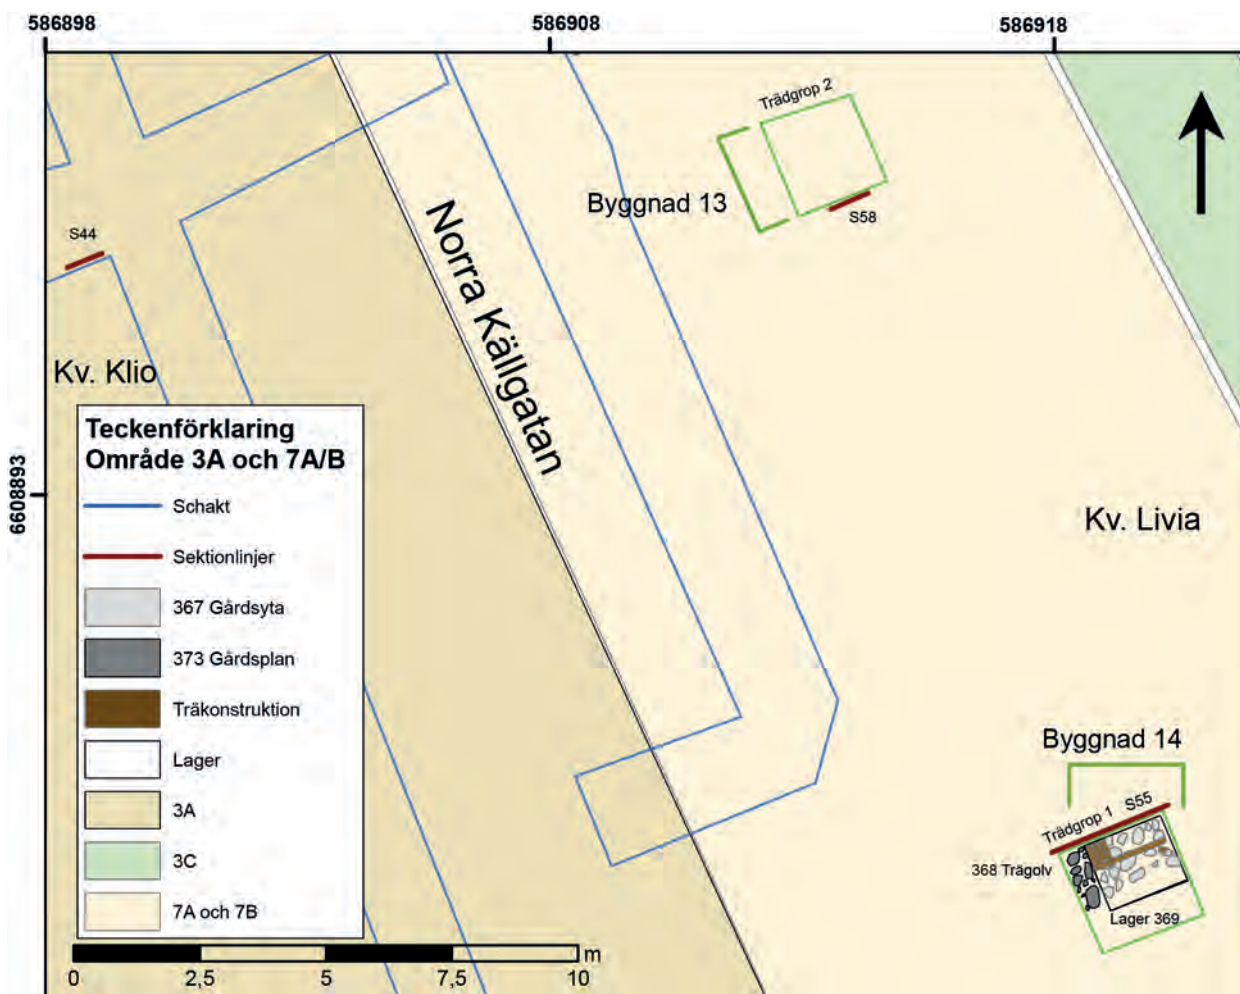 586898
586908
586918
Trädgrop 2
Byggnad 13
S58
S44
Norra Källgatan
Kv. Klio
6608893
Kv. Livia
Teckenförklaring
Område 3A och 7A/B
Schakt
Sektionlinjer
367 Gårdsyta
373 Gårdsplan
Träkonstruktion
Lager
3A
3C
7A och 7B
Byggnad 14
Trädgrop 1 S55
368 Trägolv
Lager 369
m
0 2,5 5 7,5 10